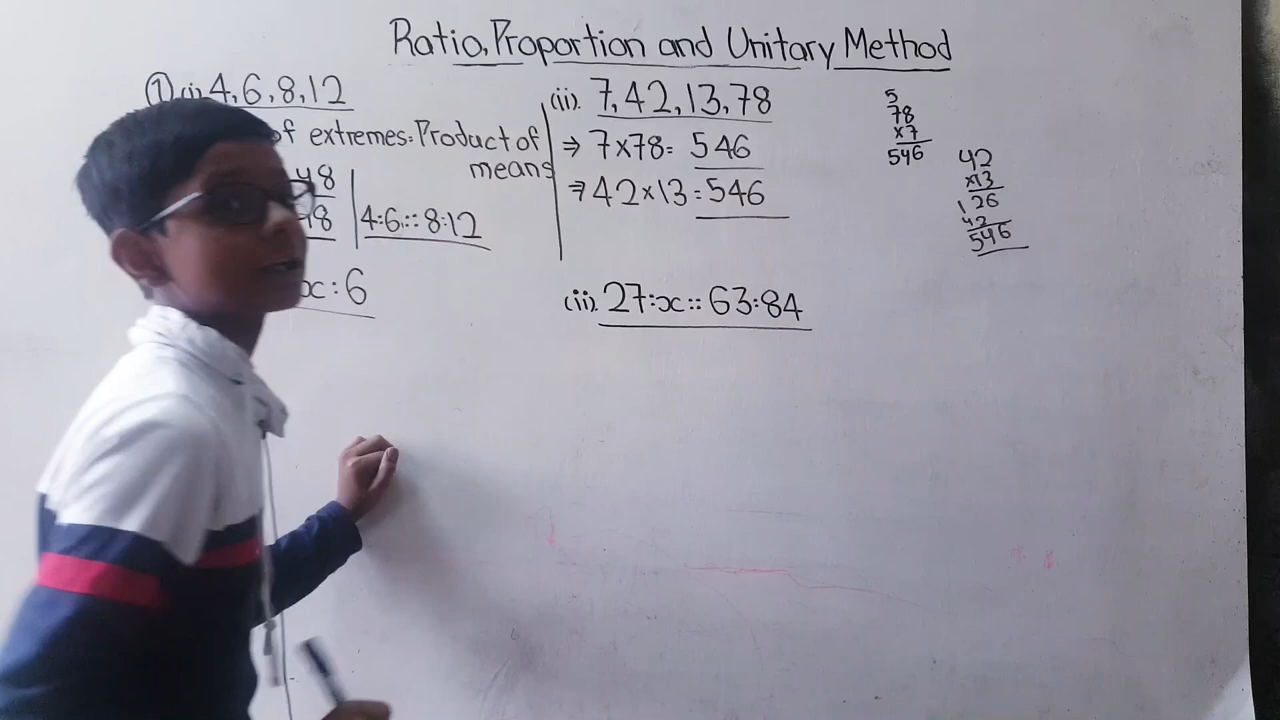 Ratio, Proportion and Unitary Method
① (i) 4, 6, 8, 12
of extremes = Product of
means
48
48
4:6::8:12
x:6
(ii). 7, 42, 13, 78
⇒ 7×78= 546
⇒ 42×13 = 546
5
78
×7
546
42
×13
1 26
42
546
(ii). 27:x::63:84